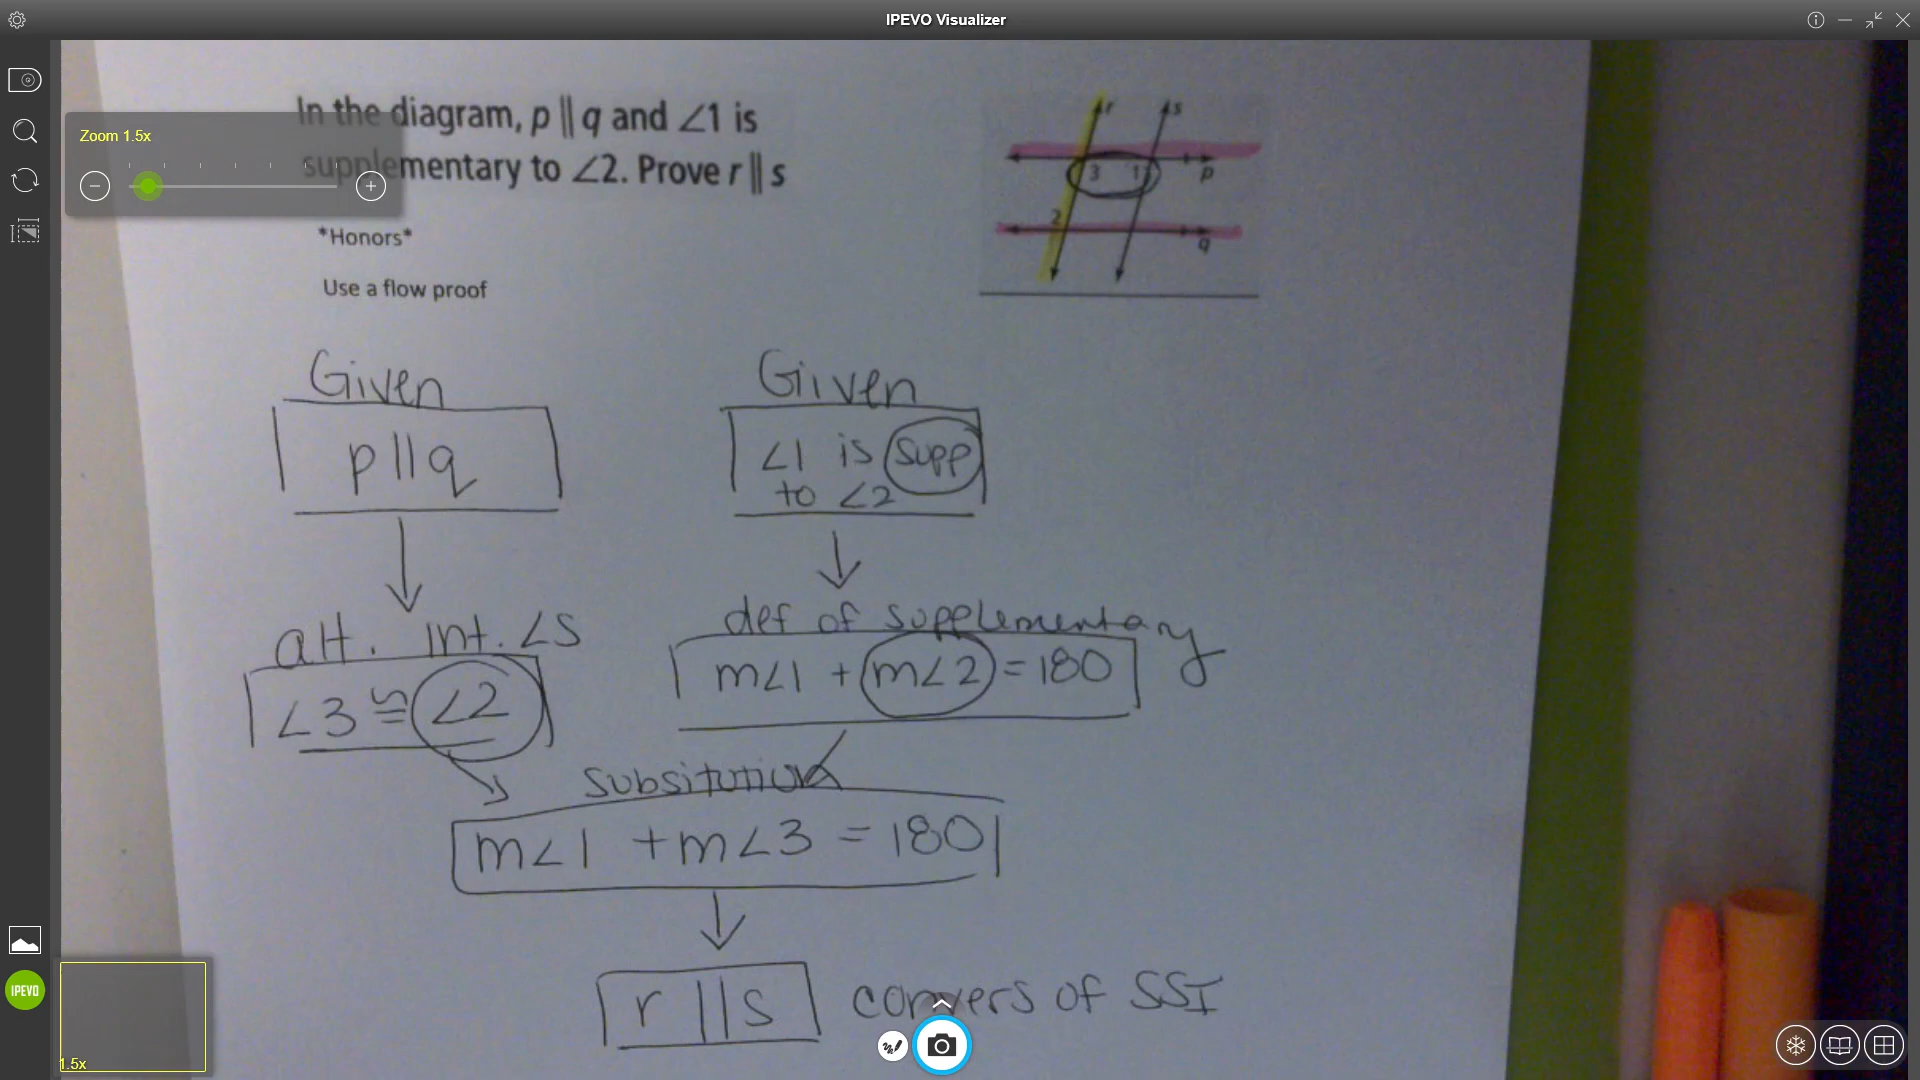 IPEVO Visualizer
Zoom 1.5x
In the diagram, p || q and ∠1 is
supplementary to ∠2. Prove r || s
*Honors*
Use a flow proof
r s
3 1 p
2
q
Given
p || q
Given
∠1 is supp
to ∠2
alt. int. ∠s
∠3 ≅ ∠2
def of supplementary
m∠1 + m∠2 = 180
Subsitution
m∠1 + m∠3 = 180
r || s convers of SSI
IPEVO
1.5x